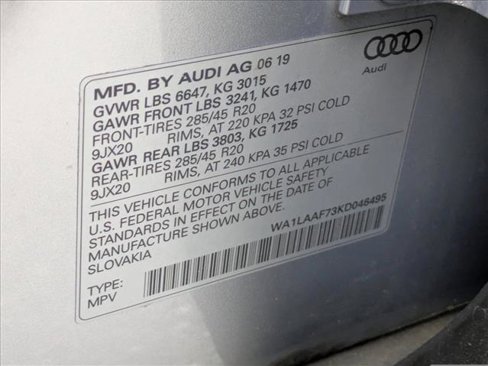 MFD. BY AUDI AG 06 19
GVWR LBS 6647, KG 3015
GAWR FRONT LBS 3241, KG 1470
FRONT-TIRES 285/45 R20
9JX20 RIMS, AT 220 KPA 32 PSI COLD
GAWR REAR LBS 3803, KG 1725
REAR-TIRES 285/45 R20
9JX20 RIMS, AT 240 KPA 35 PSI COLD
THIS VEHICLE CONFORMS TO ALL APPLICABLE
U.S. FEDERAL MOTOR VEHICLE SAFETY
STANDARDS IN EFFECT ON THE DATE OF
MANUFACTURE SHOWN ABOVE.
SLOVAKIA
WA1LAAF73KD046495
TYPE:
MPV
Audi